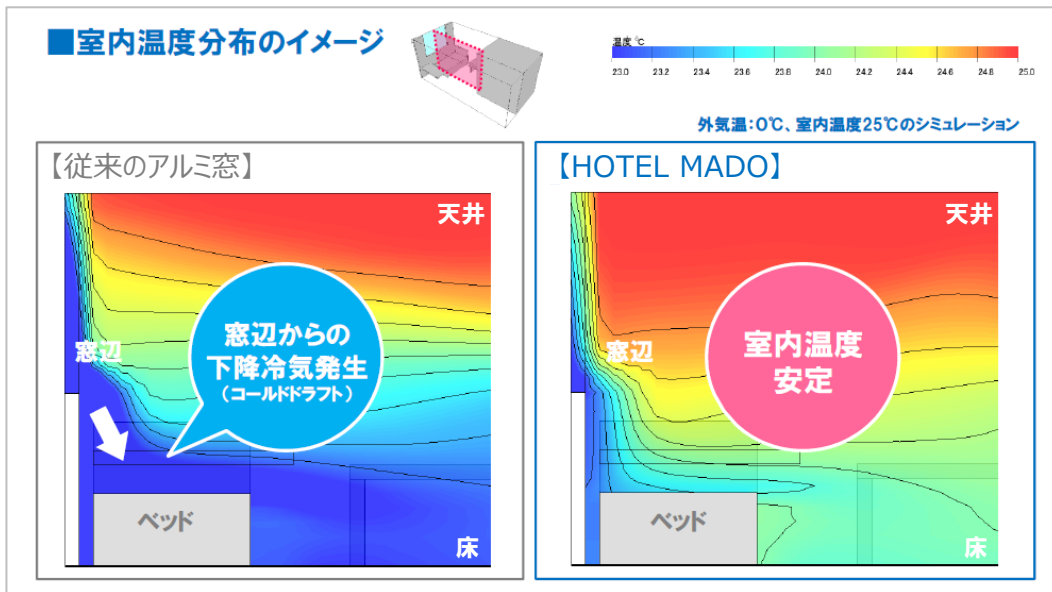 ■室内温度分布のイメージ
温度 ℃
23.0 23.2 23.4 23.6 23.8 24.0 24.2 24.4 24.6 24.8 25.0
外気温:0℃、室内温度25℃のシミュレーション
【従来のアルミ窓】
天井
窓辺
窓辺からの
下降冷気発生
(コールドドラフト)
ベッド
床
【HOTEL MADO】
天井
窓辺
室内温度
安定
ベッド
床